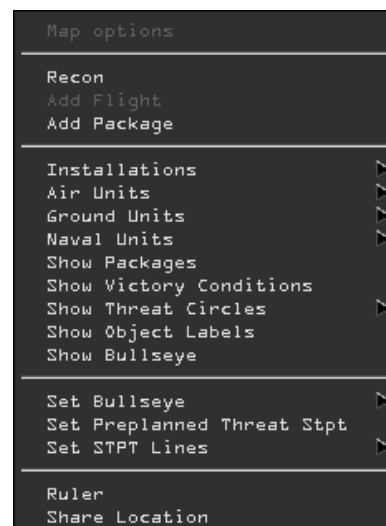 Map options
Recon
Add Flight
Add Package
Installations
Air Units
Ground Units
Naval Units
Show Packages
Show Victory Conditions
Show Threat Circles
Show Object Labels
Show Bullseye
Set Bullseye
Set Preplanned Threat Stpt
Set STPT Lines
Ruler
Share Location